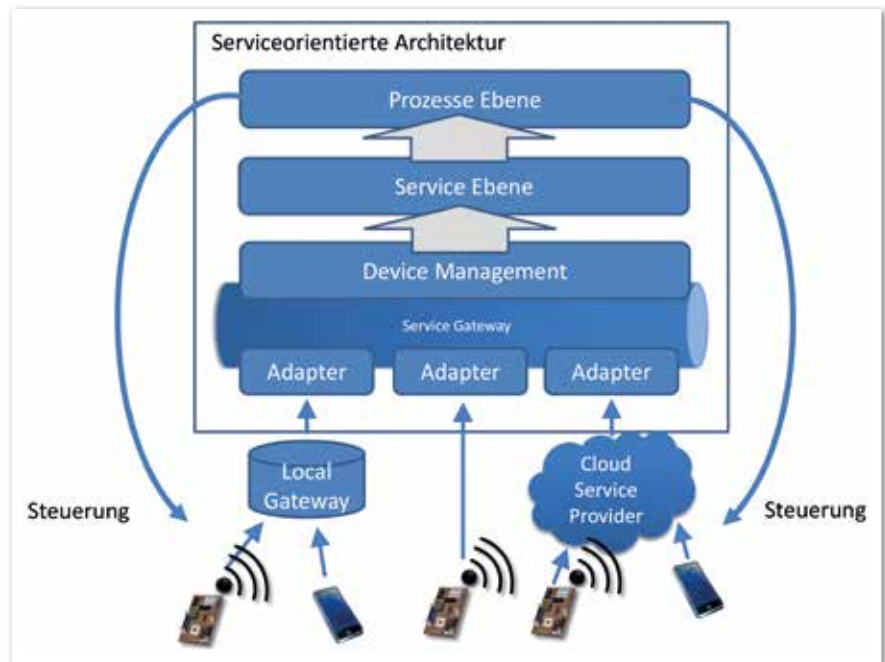 Serviceorientierte Architektur
Prozesse Ebene
Service Ebene
Device Management
Service Gateway
Adapter
Adapter
Adapter
Local
Gateway
Cloud
Service
Provider
Steuerung
Steuerung